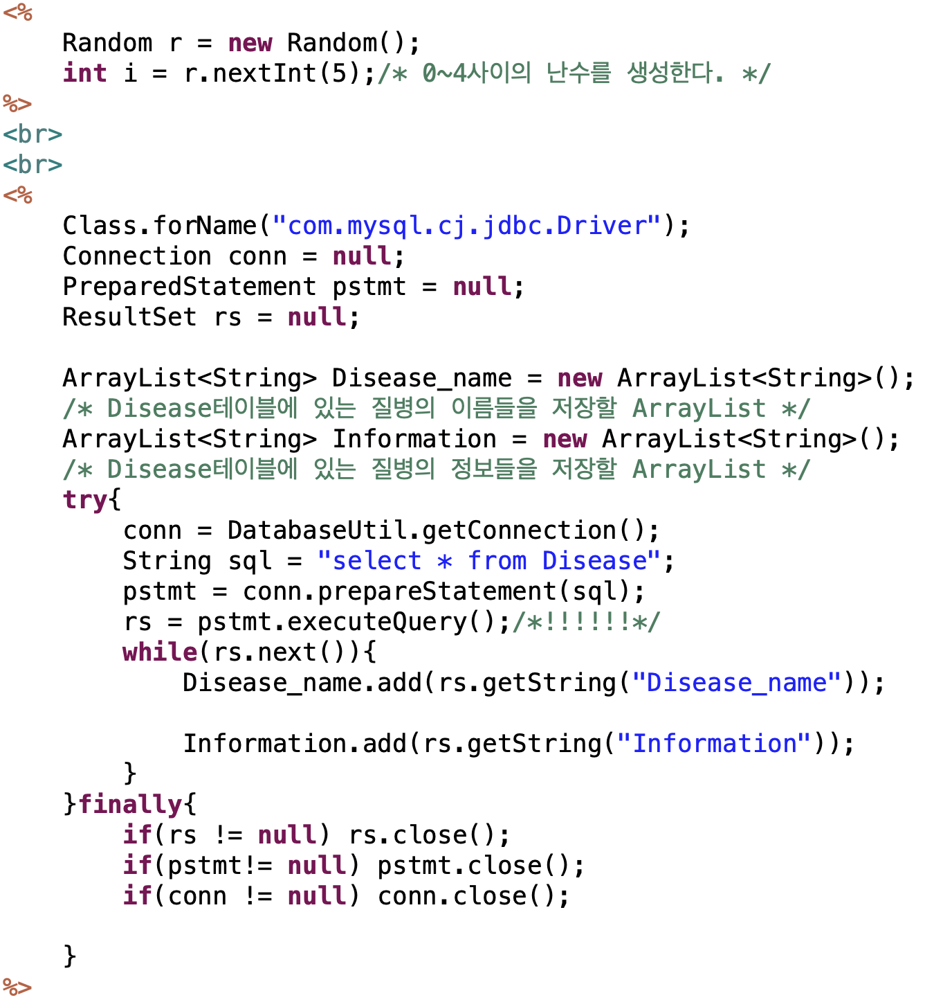 <%
    Random r = new Random();
    int i = r.nextInt(5);/* 0~4사이의 난수를 생성한다. */
%>
<br>
<br>
<%
    Class.forName("com.mysql.cj.jdbc.Driver");
    Connection conn = null;
    PreparedStatement pstmt = null;
    ResultSet rs = null;

    ArrayList<String> Disease_name = new ArrayList<String>();
    /* Disease테이블에 있는 질병의 이름들을 저장할 ArrayList */
    ArrayList<String> Information = new ArrayList<String>();
    /* Disease테이블에 있는 질병의 정보들을 저장할 ArrayList */
    try{
        conn = DatabaseUtil.getConnection();
        String sql = "select * from Disease";
        pstmt = conn.prepareStatement(sql);
        rs = pstmt.executeQuery();/*!!!!!!*/
        while(rs.next()){
            Disease_name.add(rs.getString("Disease_name"));

            Information.add(rs.getString("Information"));
        }
    }finally{
        if(rs != null) rs.close();
        if(pstmt!= null) pstmt.close();
        if(conn != null) conn.close();

    }
%>